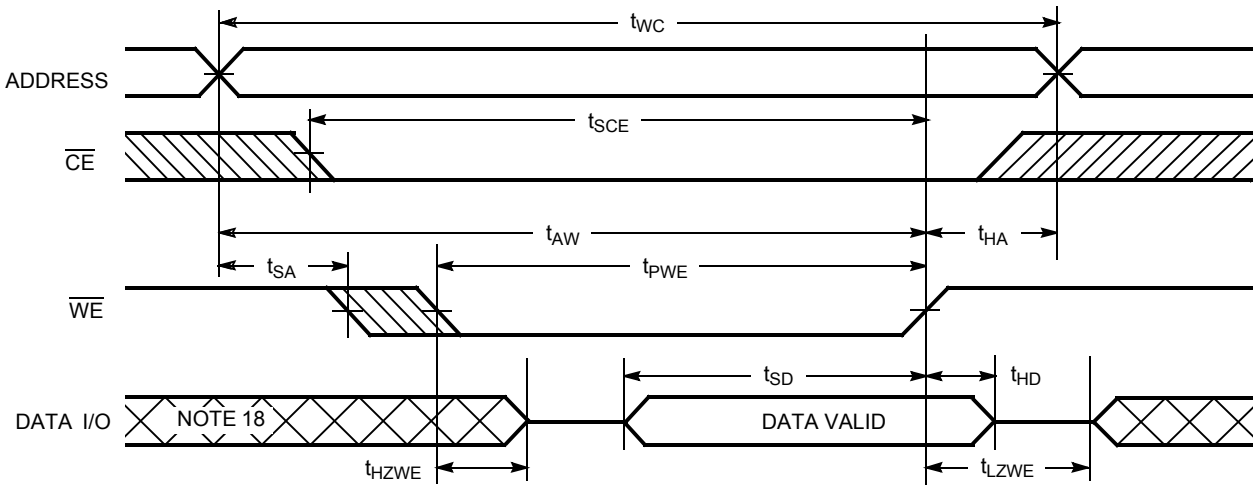 tWC
ADDRESS
tSCE
CE
tAW
tHA
tSA
tPWE
WE
tSD
tHD
DATA I/O
NOTE 18
DATA VALID
tHZWE
tLZWE